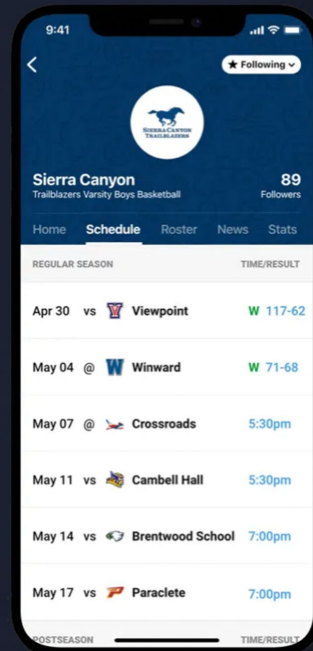 9:41
★ Following
SIERRA CANYON
TRAILBLAZERS
Sierra Canyon 89
Trailblazers Varsity Boys Basketball Followers
Home Schedule Roster News Stats
REGULAR SEASON TIME/RESULT
Apr 30 vs V Viewpoint W 117-62
May 04 @ W Winward W 71-68
May 07 @ Crossroads 5:30pm
May 11 vs Cambell Hall 5:30pm
May 14 vs Brentwood School 7:00pm
May 17 vs P Paraclete 7:00pm
POSTSEASON TIME/RESULT